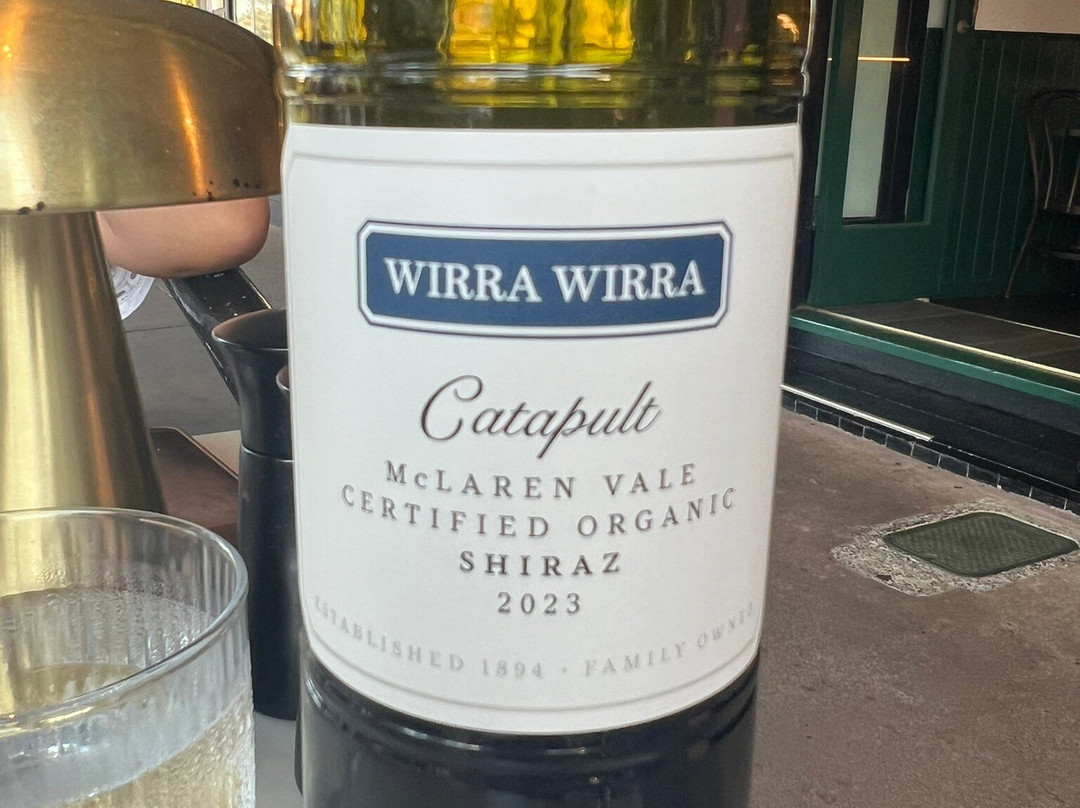 WIRRA WIRRA
Catapult
McLAREN VALE
CERTIFIED ORGANIC
SHIRAZ
2023
ESTABLISHED 1894 • FAMILY OWNED